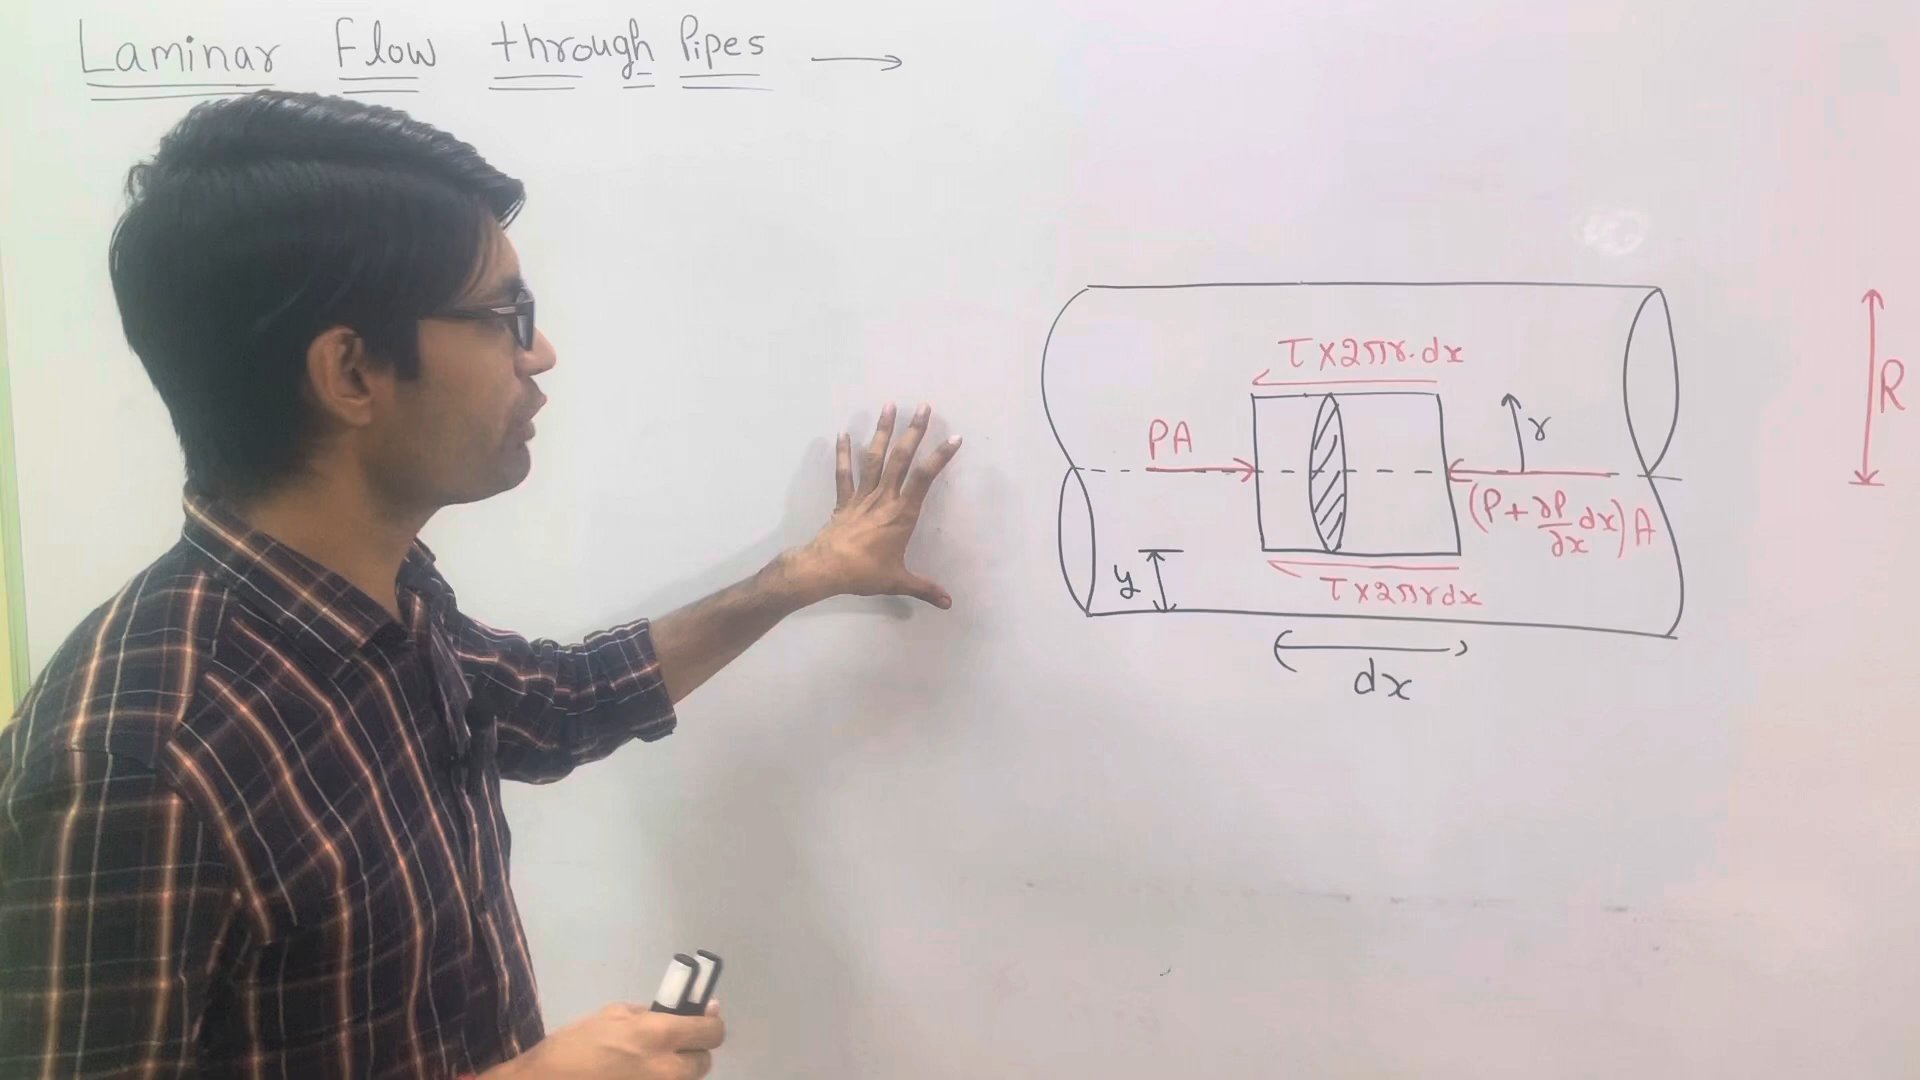 Laminar Flow through Pipes →
τ×2πr.dx
R
PA
r
(P+∂P/∂x dx)A
y
τ×2πrdx
dx